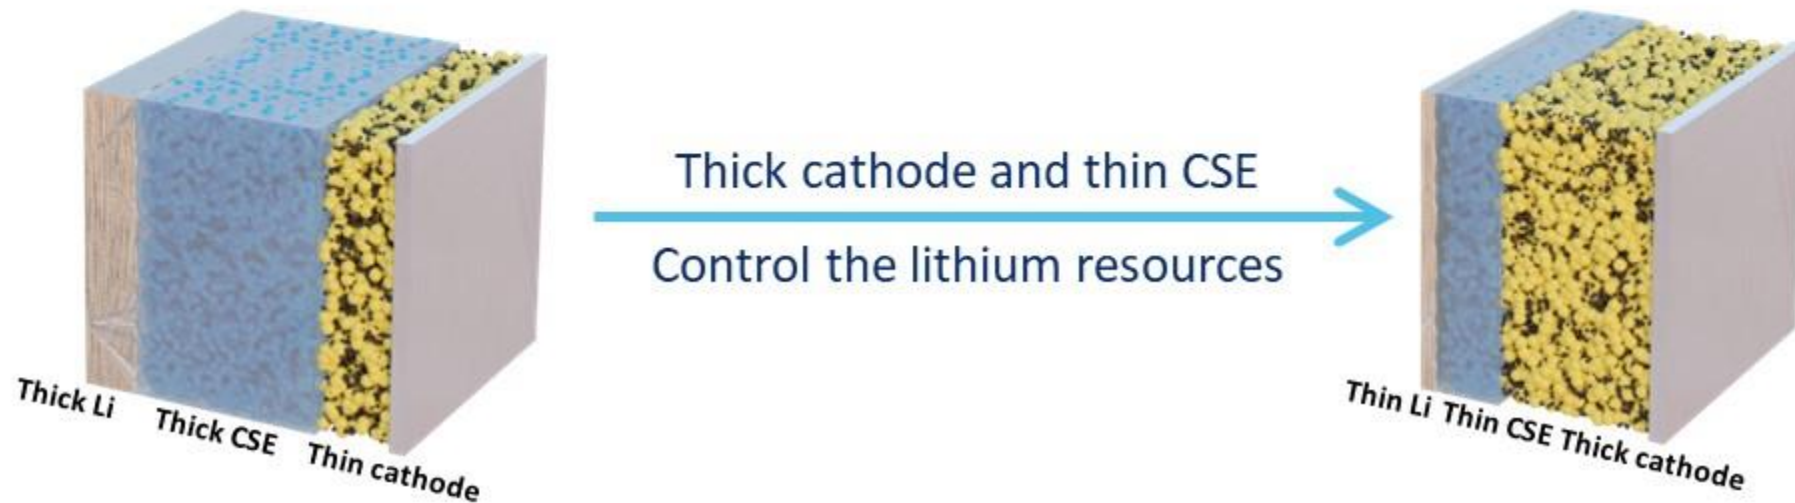 Thick cathode and thin CSE
Control the lithium resources
Thick Li
Thick CSE
Thin cathode
Thin Li
Thin CSE
Thick cathode